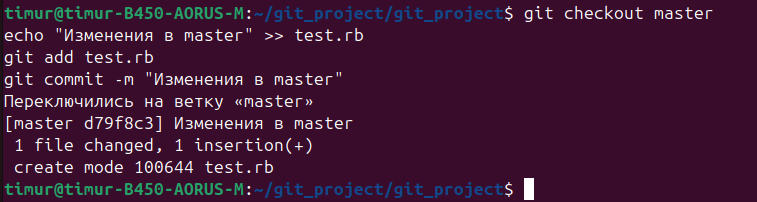 timur@timur-B450-AORUS-M:~/git_project/git_project$ git checkout master
echo "Изменения в master" >> test.rb
git add test.rb
git commit -m "Изменения в master"
Переключились на ветку «master»
[master d79f8c3] Изменения в master
 1 file changed, 1 insertion(+)
 create mode 100644 test.rb
timur@timur-B450-AORUS-M:~/git_project/git_project$